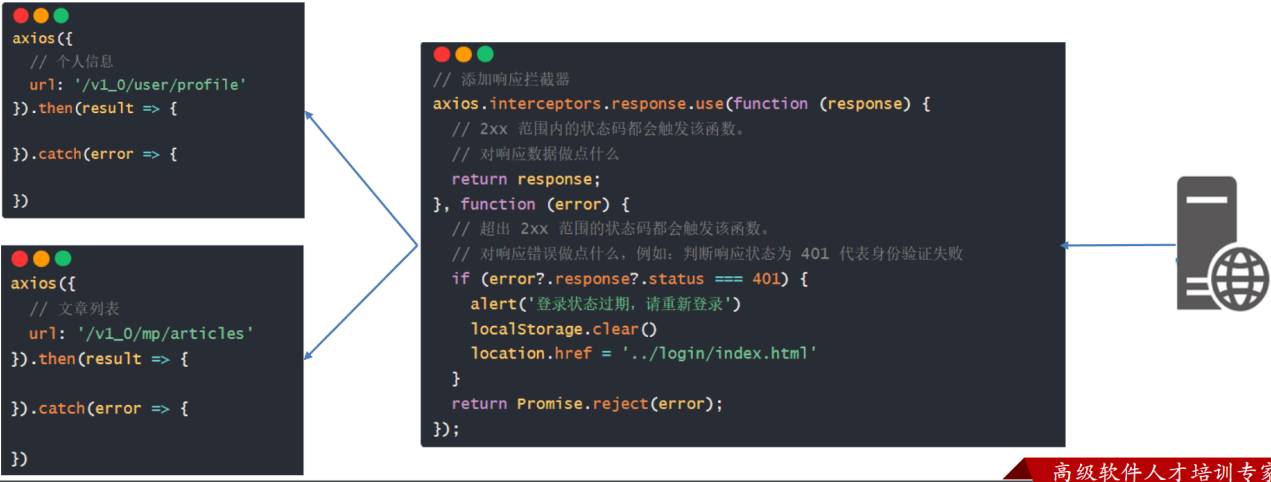 axios({
  // 个人信息
  url: '/v1_0/user/profile'
}).then(result => {
}).catch(error => {
})
axios({
  // 文章列表
  url: '/v1_0/mp/articles'
}).then(result => {
}).catch(error => {
})
// 添加响应拦截器
axios.interceptors.response.use(function (response) {
  // 2xx 范围内的状态码都会触发该函数。
  // 对响应数据做点什么
  return response;
}, function (error) {
  // 超出 2xx 范围的状态码都会触发该函数。
  // 对响应错误做点什么，例如：判断响应状态为 401 代表身份验证失败
  if (error?.response?.status === 401) {
    alert('登录状态过期，请重新登录')
    localStorage.clear()
    location.href = '../login/index.html'
  }
  return Promise.reject(error);
});
高级软件人才培训专家